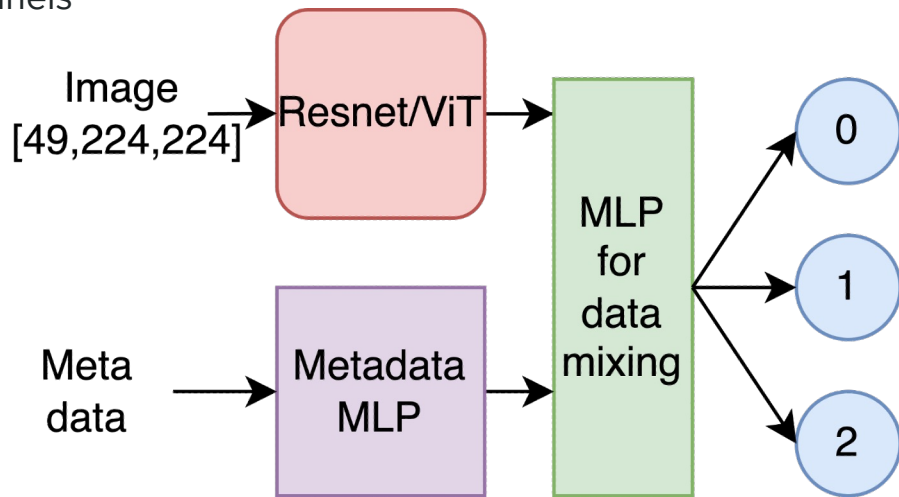 Image
[49,224,224]
Resnet/ViT
Meta
data
Metadata
MLP
MLP
for
data
mixing
0
1
2